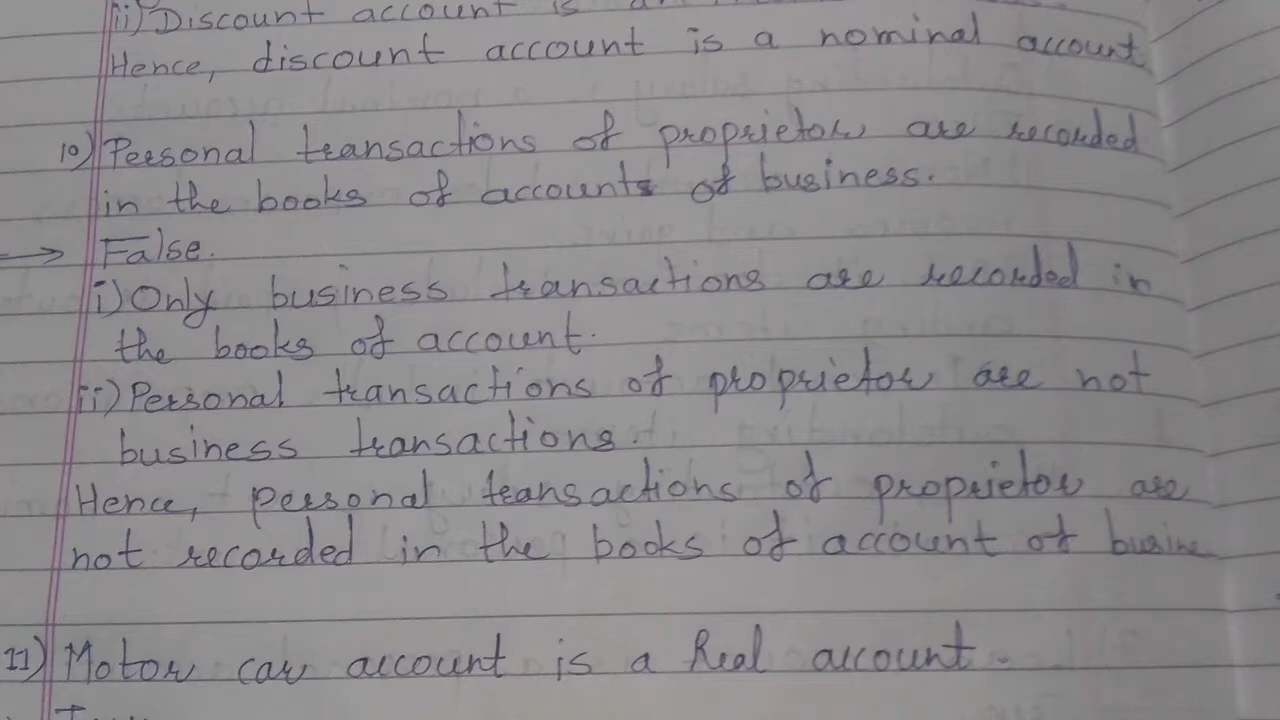 ii) Discount account is an
Hence, discount account is a nominal account
10) Personal transactions of proprietor are recorded
in the books of accounts of business.
→ False.
i) Only business transactions are recorded in
the books of account.
ii) Personal transactions of proprietor are not
business transactions.
Hence, personal transactions of proprietor are
not recorded in the books of account of busine
11) Motor car account is a Real account.